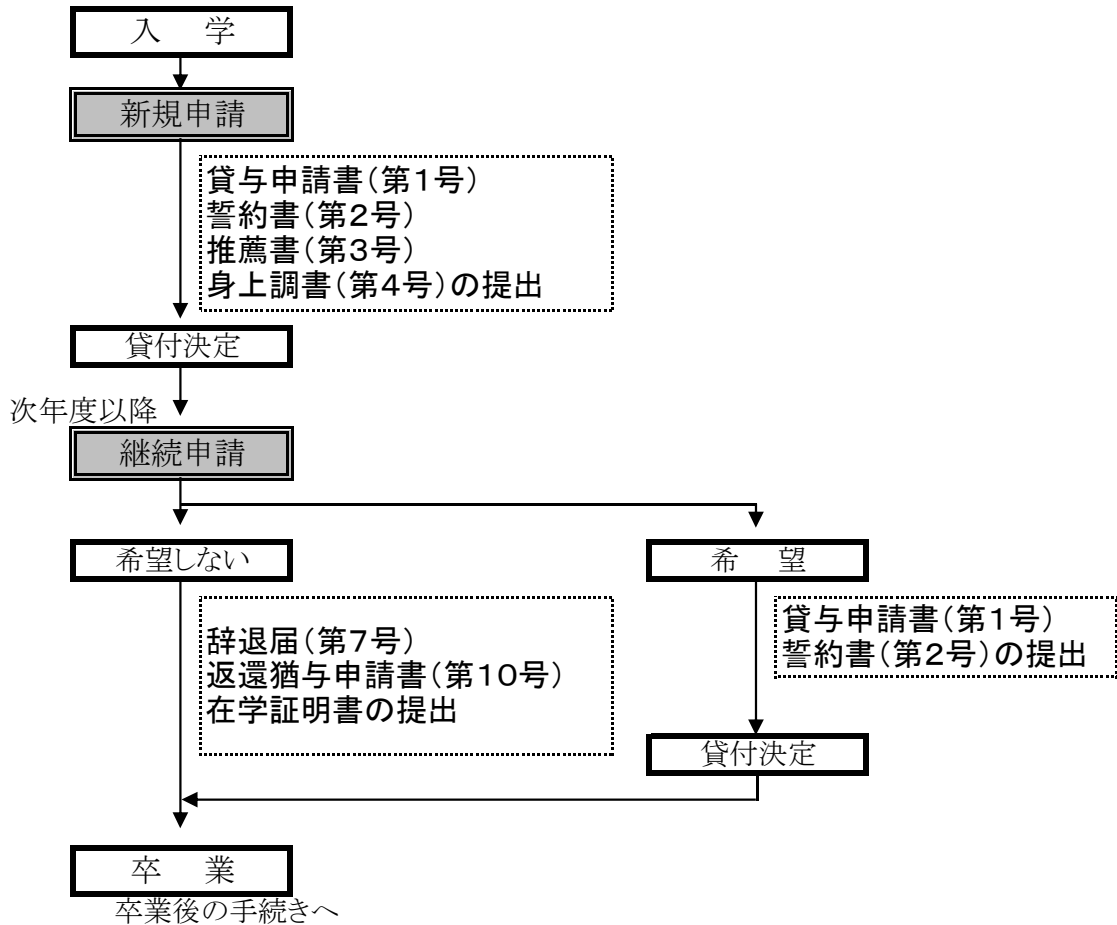 入　学
新規申請
貸与申請書(第1号)
誓約書(第2号)
推薦書(第3号)
身上調書(第4号)の提出
貸付決定
次年度以降
継続申請
希望しない
希　望
辞退届(第7号)
返還猶与申請書(第10号)
在学証明書の提出
貸与申請書(第1号)
誓約書(第2号)の提出
貸付決定
卒　業
卒業後の手続きへ